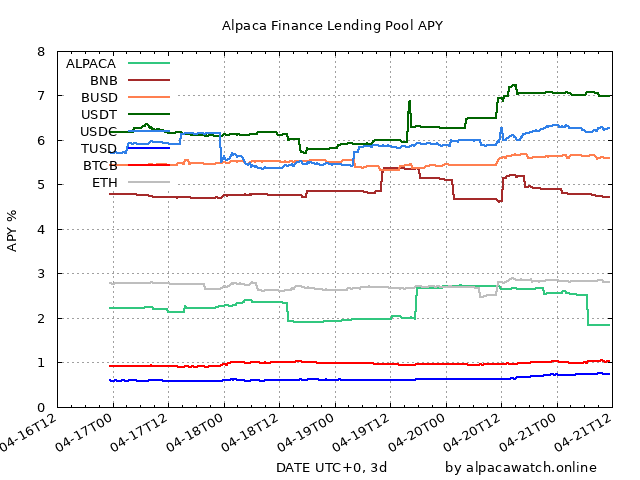 Alpaca Finance Lending Pool APY
8
7
6
5
4
3
2
1
0
APY %
ALPACA
BNB
BUSD
USDT
USDC
TUSD
BTCB
ETH
04-16T12
04-17T00
04-17T12
04-18T00
04-18T12
04-19T00
04-19T12
04-20T00
04-20T12
04-21T00
04-21T12
DATE UTC+0, 3d
by alpacawatch.online